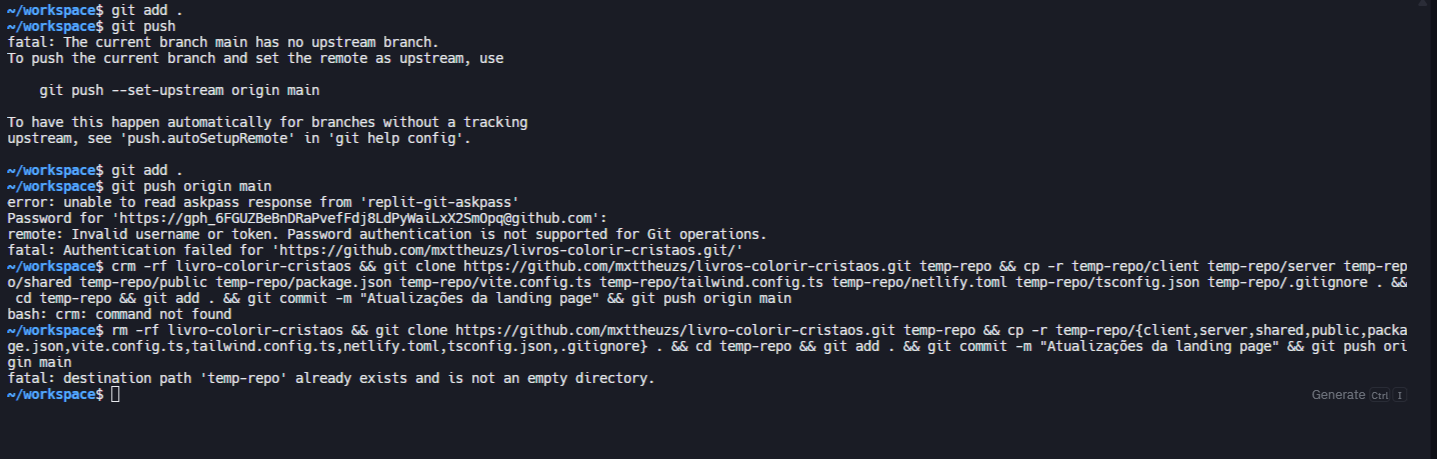 ~/workspace$ git add .
~/workspace$ git push
fatal: The current branch main has no upstream branch.
To push the current branch and set the remote as upstream, use
git push --set-upstream origin main
To have this happen automatically for branches without a tracking
upstream, see 'push.autoSetupRemote' in 'git help config'.
~/workspace$ git add .
~/workspace$ git push origin main
error: unable to read askpass response from 'replit-git-askpass'
Password for 'https://gph_6FGUZBeBnDRaPvefFdj8LdPyWaiLxX2SmOpq@github.com':
remote: Invalid username or token. Password authentication is not supported for Git operations.
fatal: Authentication failed for 'https://github.com/mxttheuzs/livros-colorir-cristaos.git/'
~/workspace$ crm -rf livro-colorir-cristaos && git clone https://github.com/mxttheuzs/livros-colorir-cristaos.git temp-repo && cp -r temp-repo/client temp-repo/server temp-rep
o/shared temp-repo/public temp-repo/package.json temp-repo/vite.config.ts temp-repo/tailwind.config.ts temp-repo/netlify.toml temp-repo/tsconfig.json temp-repo/.gitignore . &&
cd temp-repo && git add . && git commit -m "Atualizações da landing page" && git push origin main
bash: crm: command not found
~/workspace$ rm -rf livro-colorir-cristaos && git clone https://github.com/mxttheuzs/livro-colorir-cristaos.git temp-repo && cp -r temp-repo/{client,server,shared,public,packa
ge.json,vite.config.ts,tailwind.config.ts,netlify.toml,tsconfig.json,.gitignore} . && cd temp-repo && git add . && git commit -m "Atualizações da landing page" && git push ori
gin main
fatal: destination path 'temp-repo' already exists and is not an empty directory.
~/workspace$
Generate Ctrl I